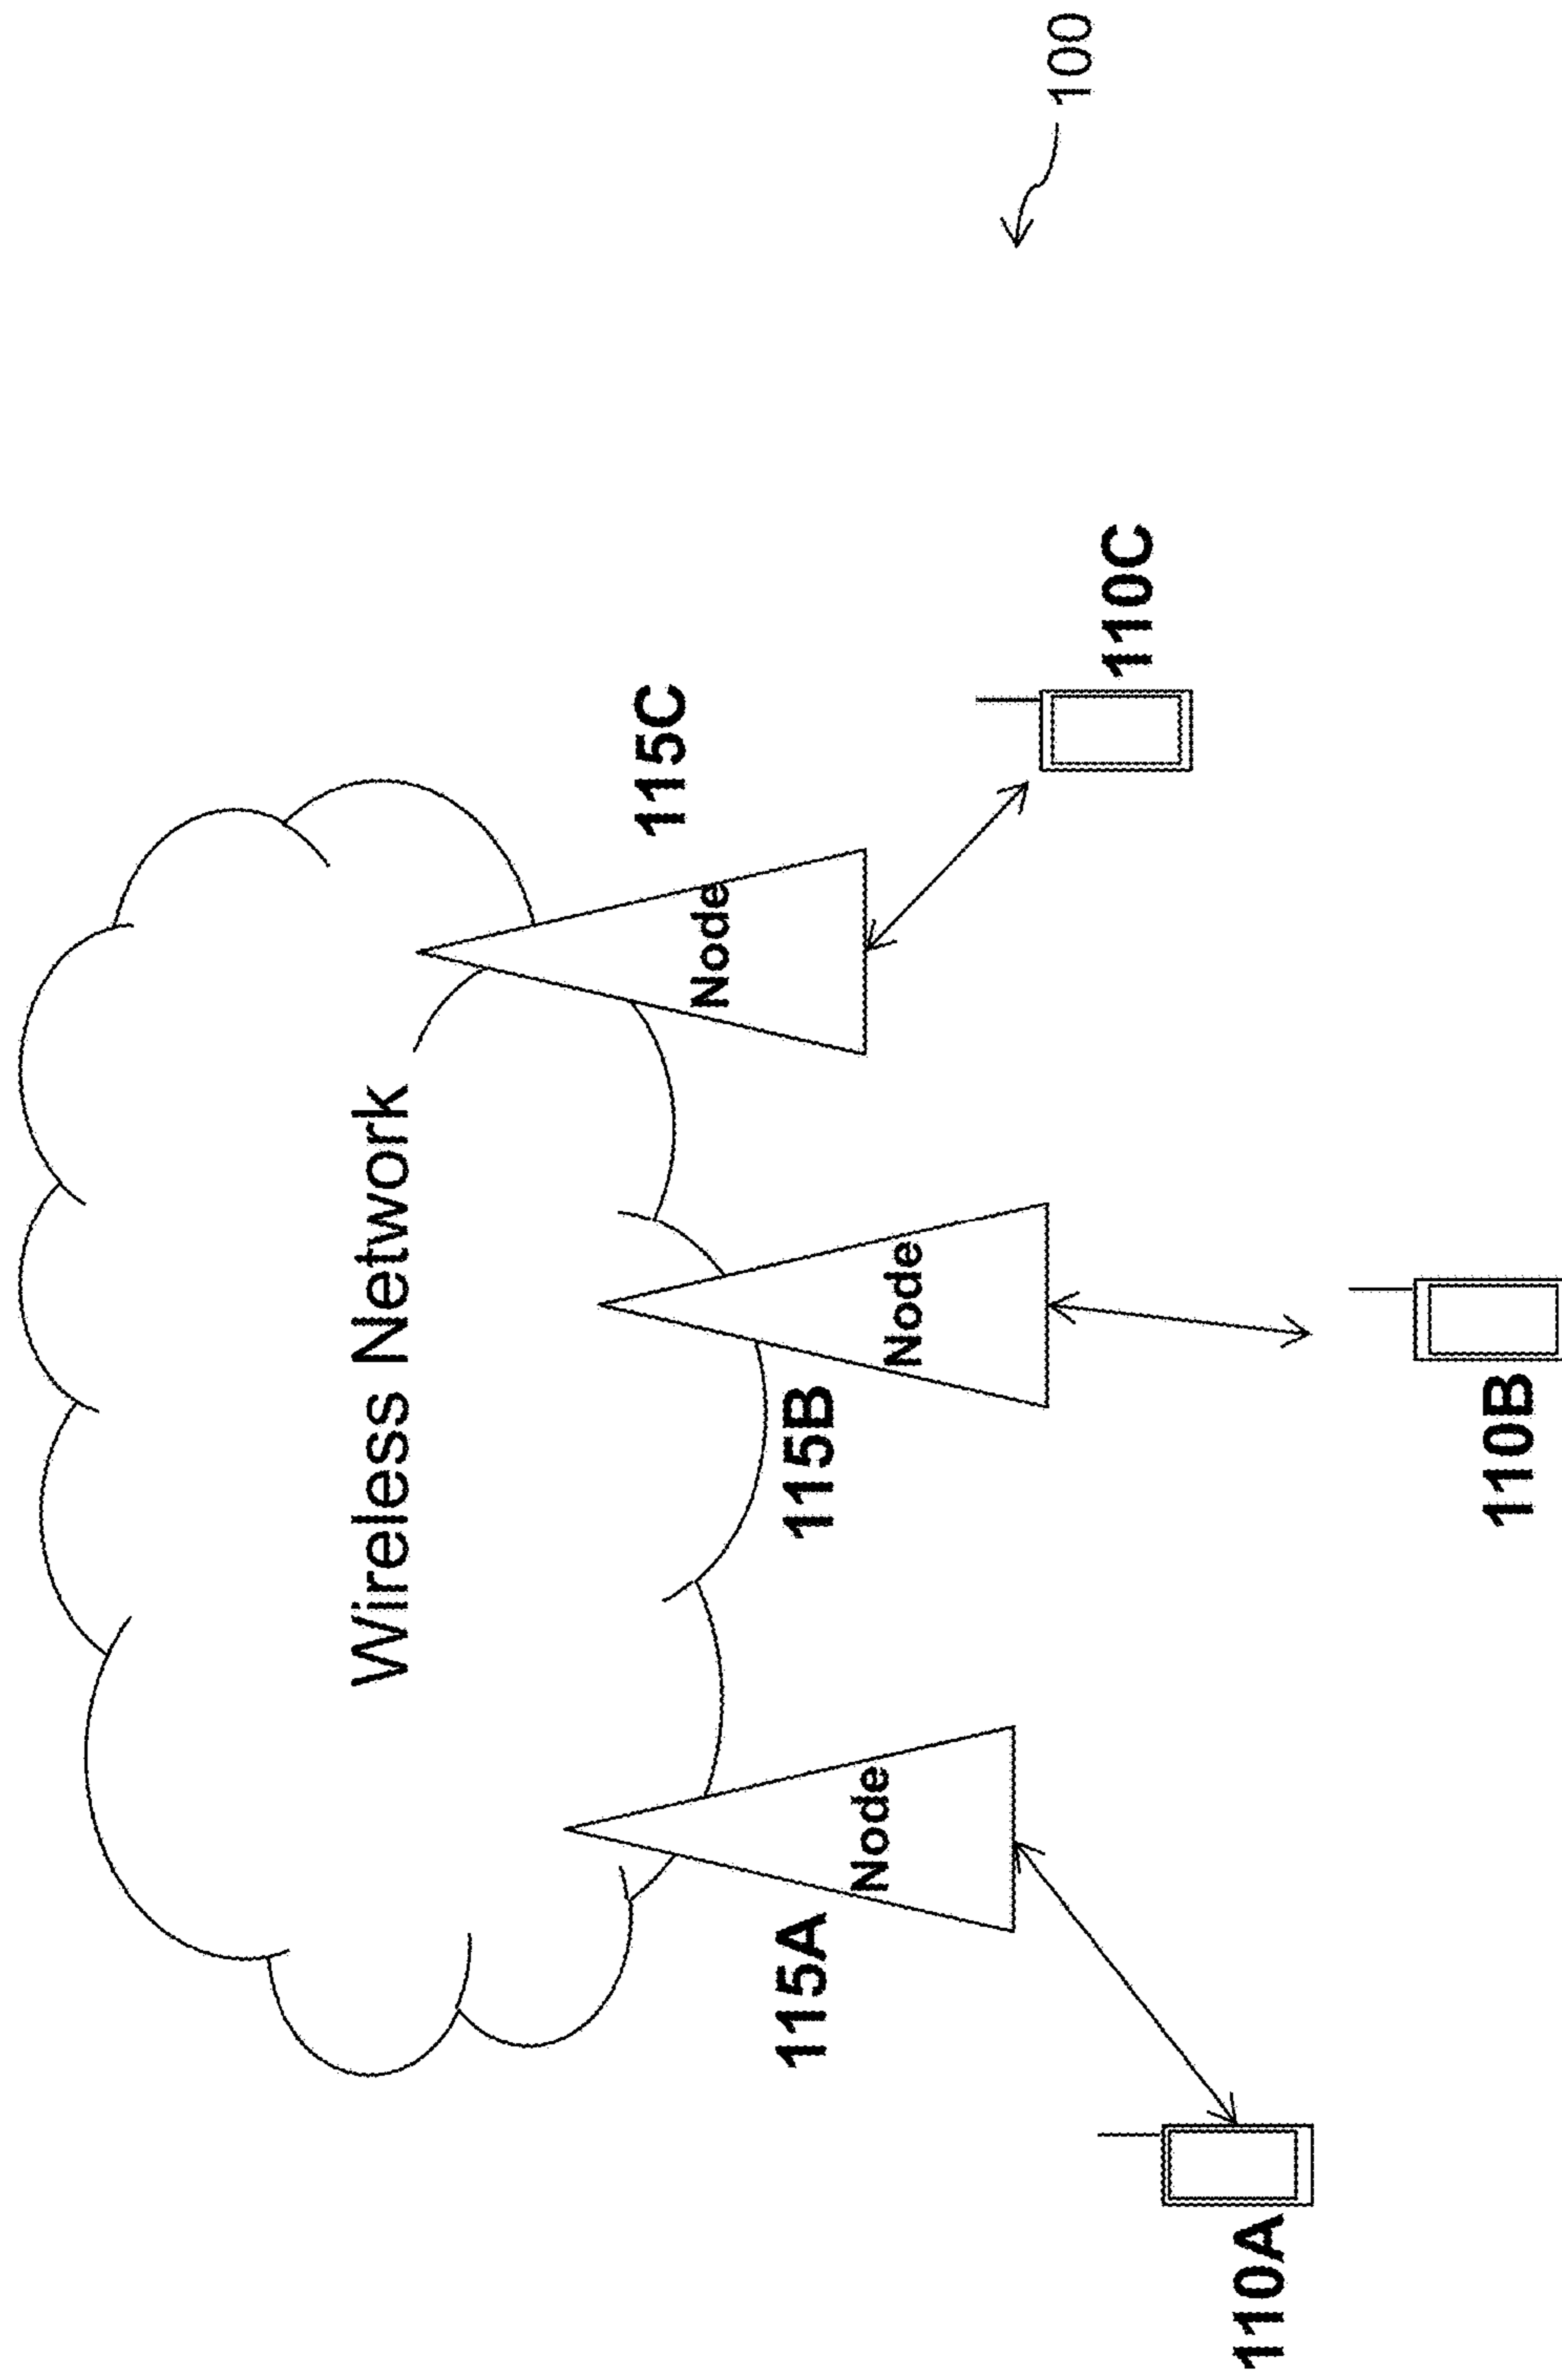 Wireless Network
Node
115A
Node
115B
Node
115C
110A
110B
110C
100